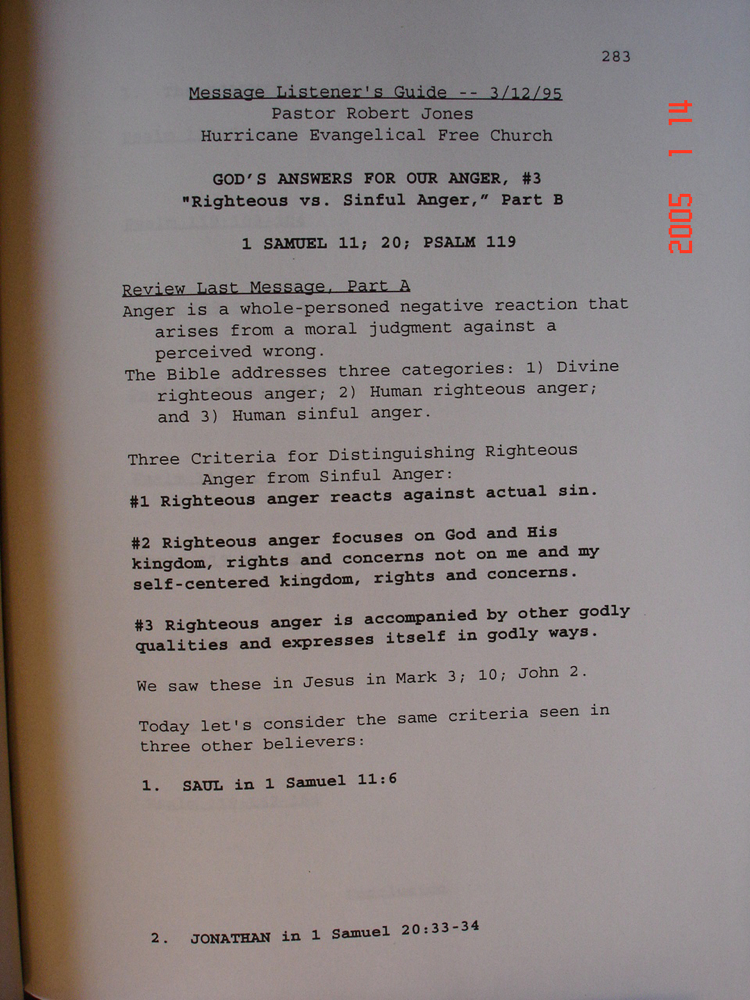 283
Message Listener's Guide -- 3/12/95
Pastor Robert Jones
Hurricane Evangelical Free Church
GOD'S ANSWERS FOR OUR ANGER, #3
"Righteous vs. Sinful Anger," Part B
1 SAMUEL 11; 20; PSALM 119
Review Last Message, Part A
Anger is a whole-personed negative reaction that
arises from a moral judgment against a
perceived wrong.
The Bible addresses three categories: 1) Divine
righteous anger; 2) Human righteous anger;
and 3) Human sinful anger.
Three Criteria for Distinguishing Righteous
Anger from Sinful Anger:
#1 Righteous anger reacts against actual sin.
#2 Righteous anger focuses on God and His
kingdom, rights and concerns not on me and my
self-centered kingdom, rights and concerns.
#3 Righteous anger is accompanied by other godly
qualities and expresses itself in godly ways.
We saw these in Jesus in Mark 3; 10; John 2.
Today let's consider the same criteria seen in
three other believers:
1. SAUL in 1 Samuel 11:6
2. JONATHAN in 1 Samuel 20:33-34
2005 1 14